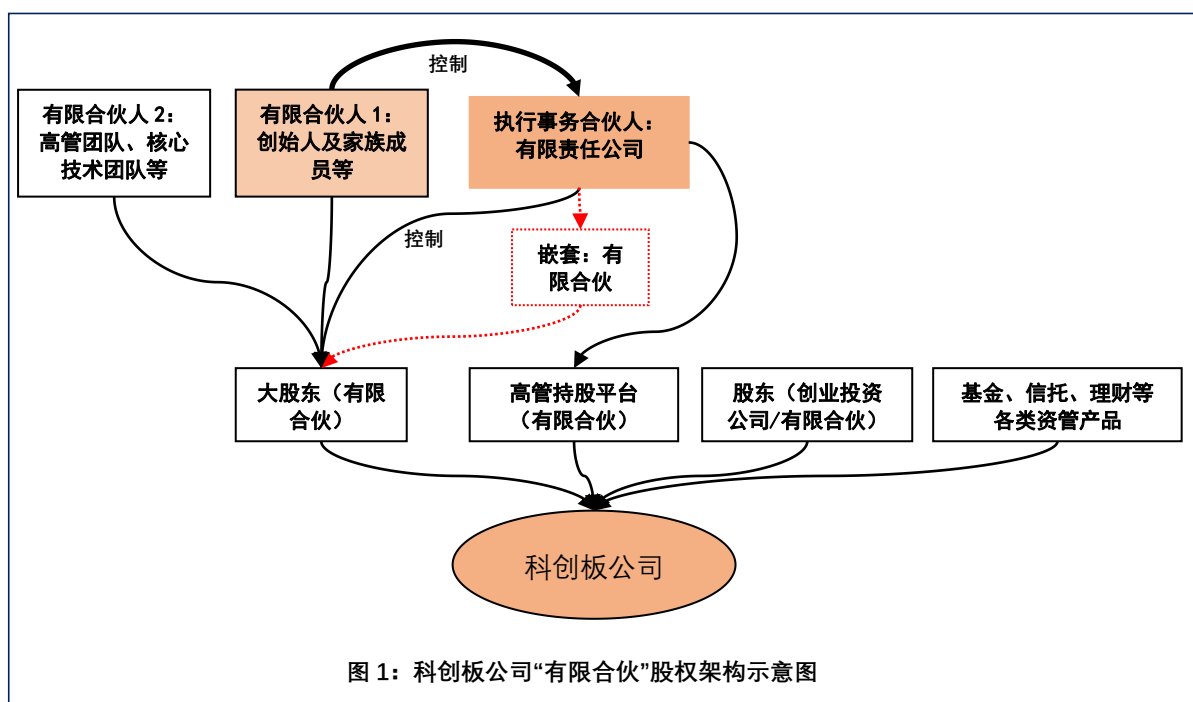 控制
有限合伙人 2：
高管团队、核心
技术团队等
有限合伙人 1：
创始人及家族成
员等
执行事务合伙人：
有限责任公司
控制
嵌套：有
限合伙
大股东（有限
合伙）
高管持股平台
（有限合伙）
股东（创业投资
公司/有限合伙）
基金、信托、理财等
各类资管产品
科创板公司
图 1：科创板公司“有限合伙”股权架构示意图